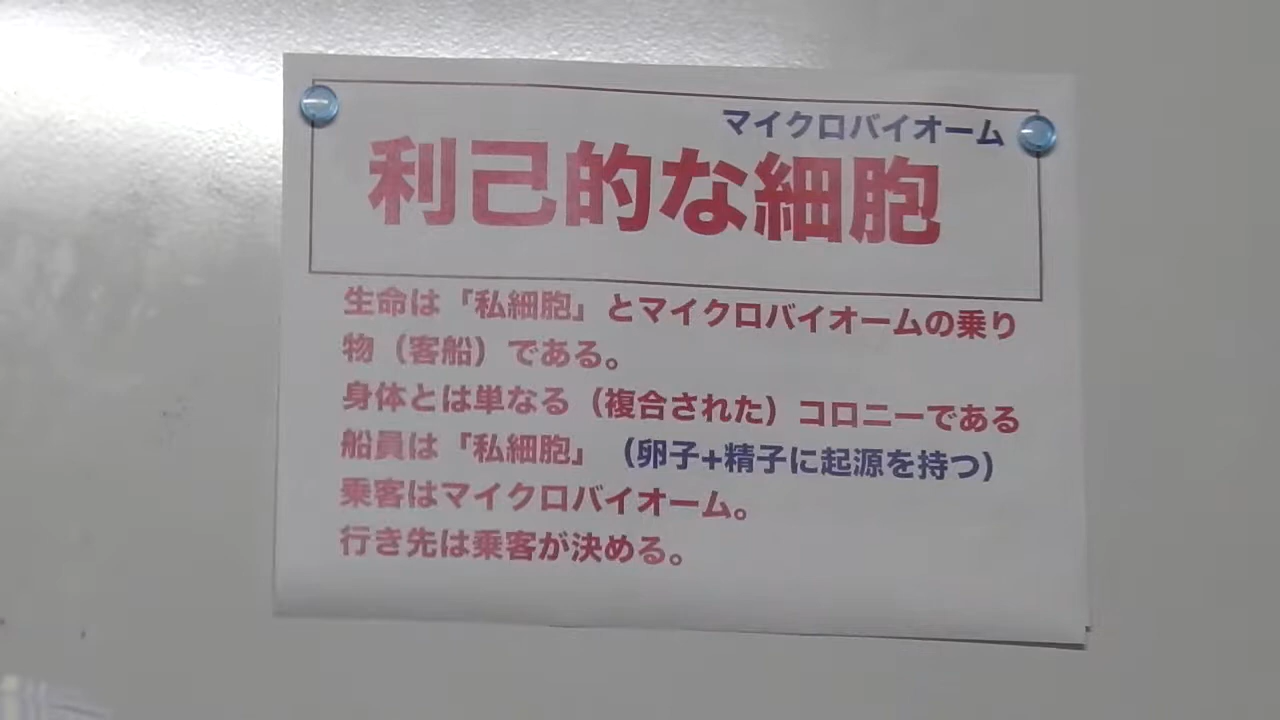 マイクロバイオーム
利己的な細胞
生命は「私細胞」とマイクロバイオームの乗り
物（客船）である。
身体とは単なる（複合された）コロニーである
船員は「私細胞」（卵子+精子に起源を持つ）
乗客はマイクロバイオーム。
行き先は乗客が決める。